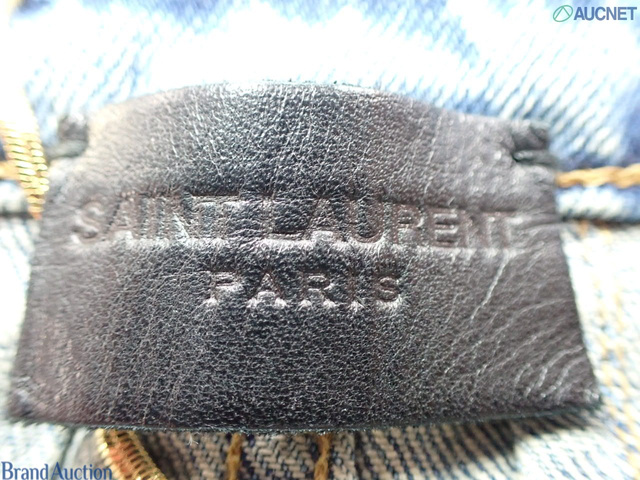 AUCNET
SAINT LAURENT
PARIS
Brand Auction